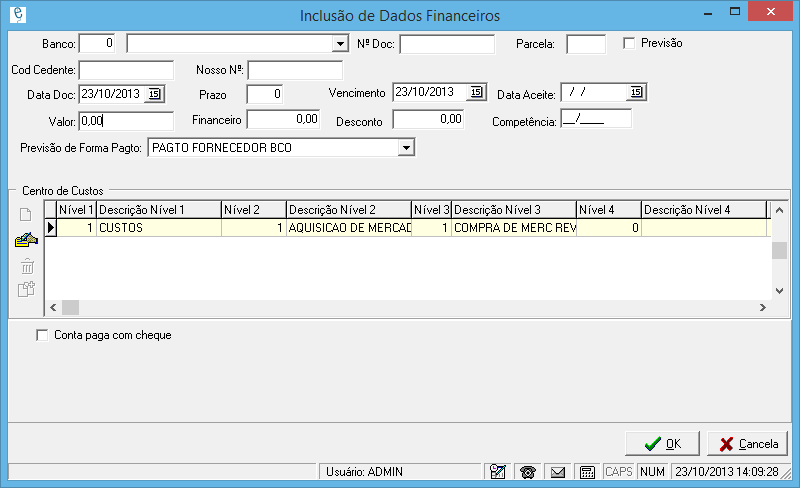 Inclusão de Dados Financeiros
Banco: 0 Nº Doc: Parcela: Previsão
Cod Cedente: Nosso Nº:
Data Doc: 23/10/2013 15 Prazo 0 Vencimento 23/10/2013 15 Data Aceite: / / 15
Valor: 0,00 Financeiro 0,00 Desconto 0,00 Competência: __/____
Previsão de Forma Pagto: PAGTO FORNECEDOR BCO
Centro de Custos
Nível 1 Descrição Nível 1 Nível 2 Descrição Nível 2 Nível 3 Descrição Nível 3 Nível 4 Descrição Nível 4
1 CUSTOS 1 AQUISICAO DE MERCAD 1 COMPRA DE MERC REV 0
Conta paga com cheque
OK Cancela
Usuário: ADMIN CAPS NUM 23/10/2013 14:09:28